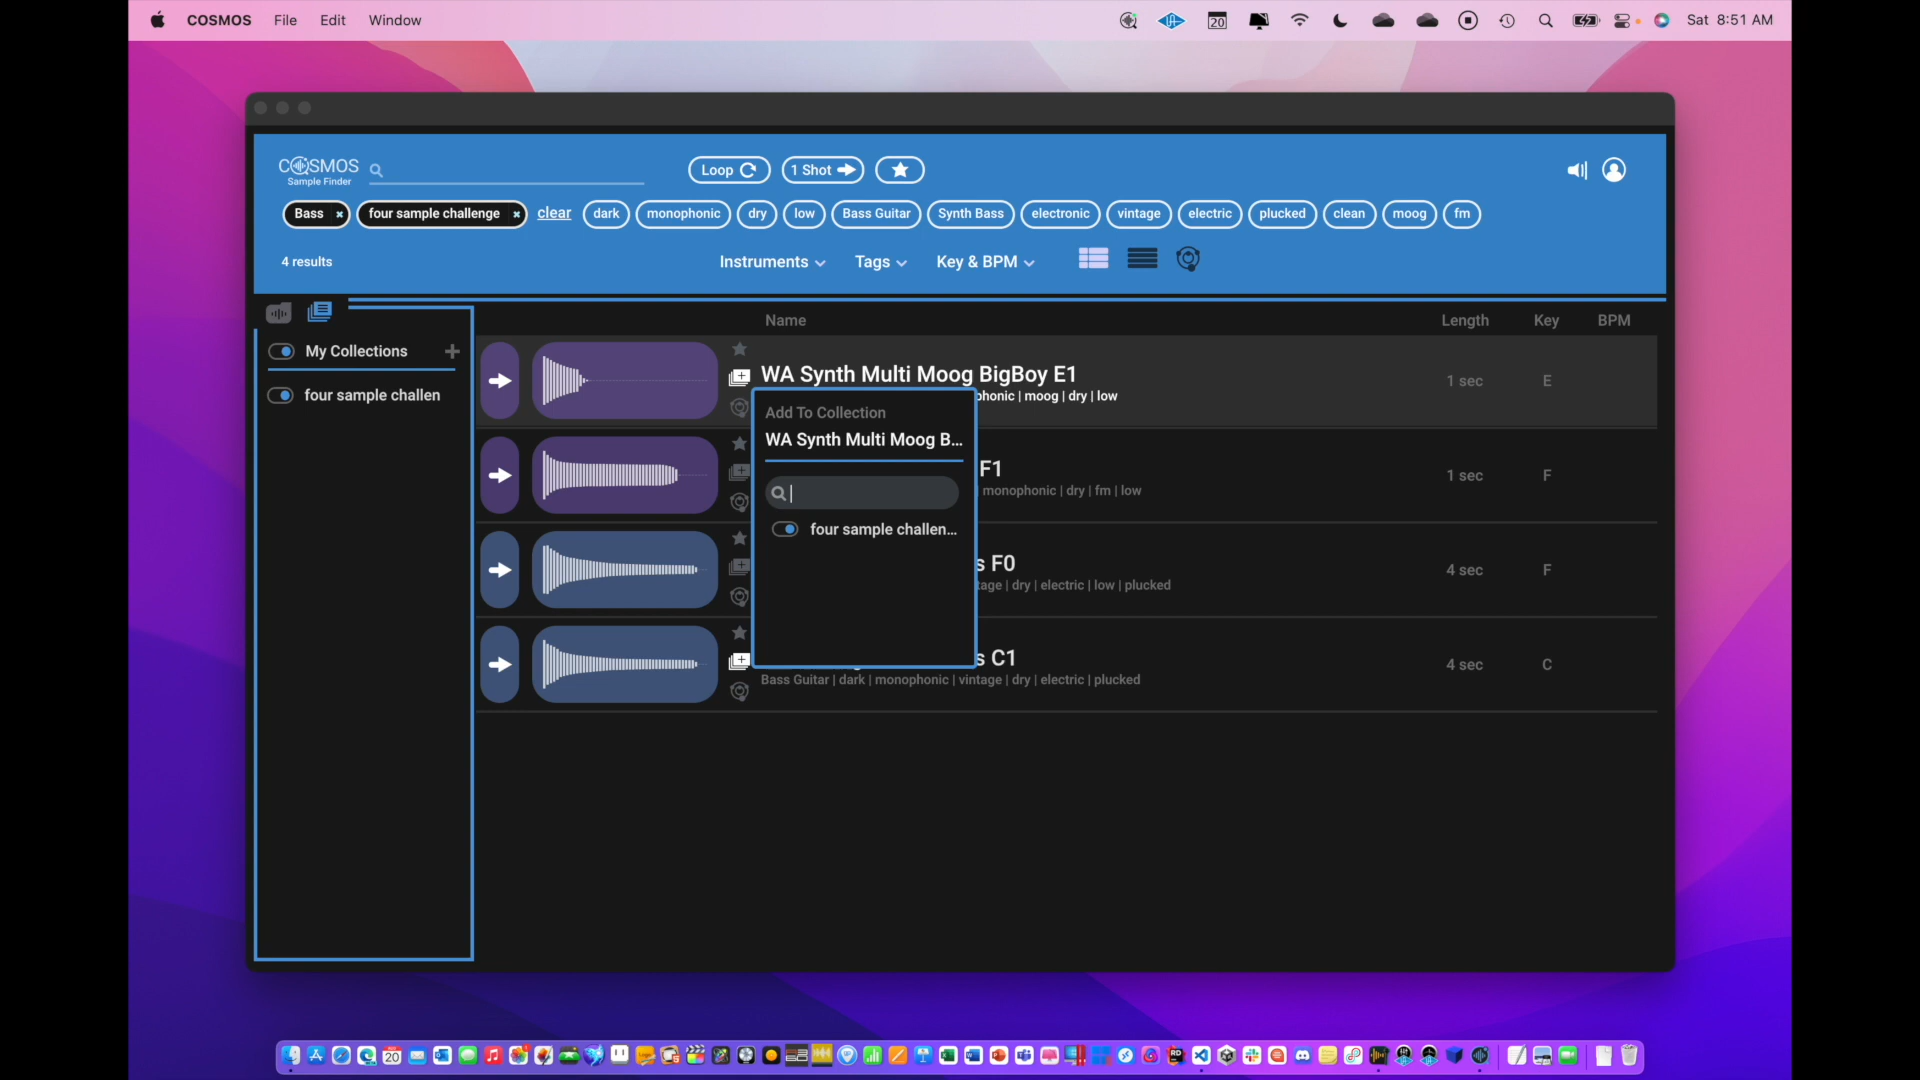 COSMOS File Edit Window
20
Sat 8:51 AM
COSMOS
Sample Finder
Loop
1 Shot
Bass ×
four sample challenge ×
clear
dark
monophonic
dry
low
Bass Guitar
Synth Bass
electronic
vintage
electric
plucked
clean
moog
fm
4 results
Instruments
Tags
Key & BPM
My Collections +
four sample challen
Name Length Key BPM
WA Synth Multi Moog BigBoy E1 1 sec E
phonic | moog | dry | low
Add To Collection
WA Synth Multi Moog B...
four sample challen...
F1 1 sec F
| monophonic | dry | fm | low
s F0 4 sec F
tage | dry | electric | low | plucked
s C1 4 sec C
Bass Guitar | dark | monophonic | vintage | dry | electric | plucked
20